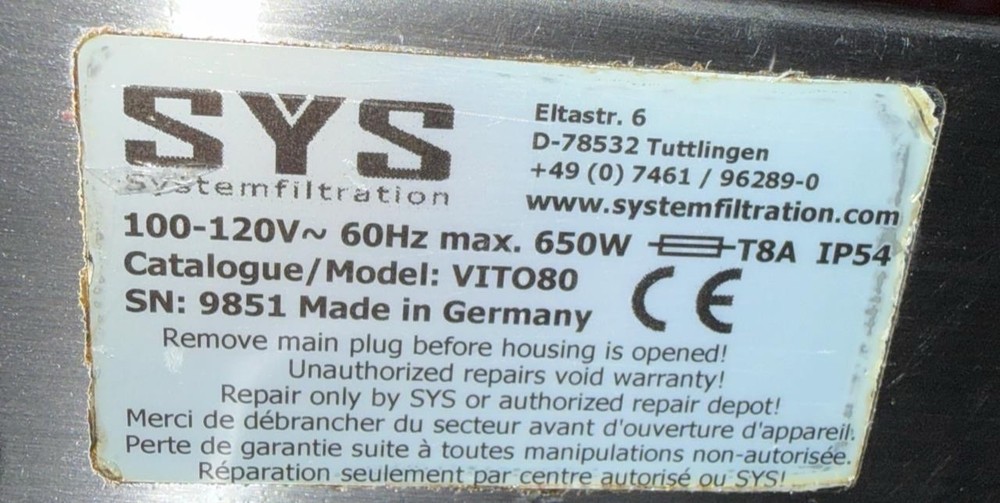 SYS
Systemfiltration
Eltastr. 6
D-78532 Tuttlingen
+49 (0) 7461 / 96289-0
www.systemfiltration.com
100-120V~ 60Hz max. 650W T8A IP54
Catalogue/Model: VITO80
SN: 9851 Made in Germany
CE
Remove main plug before housing is opened!
Unauthorized repairs void warranty!
Repair only by SYS or authorized repair depot!
Merci de débrancher du secteur avant d'ouverture d'appareil.
Perte de garantie suite à toutes manipulations non-autorisée.
Réparation seulement par centre autorisé ou SYS!